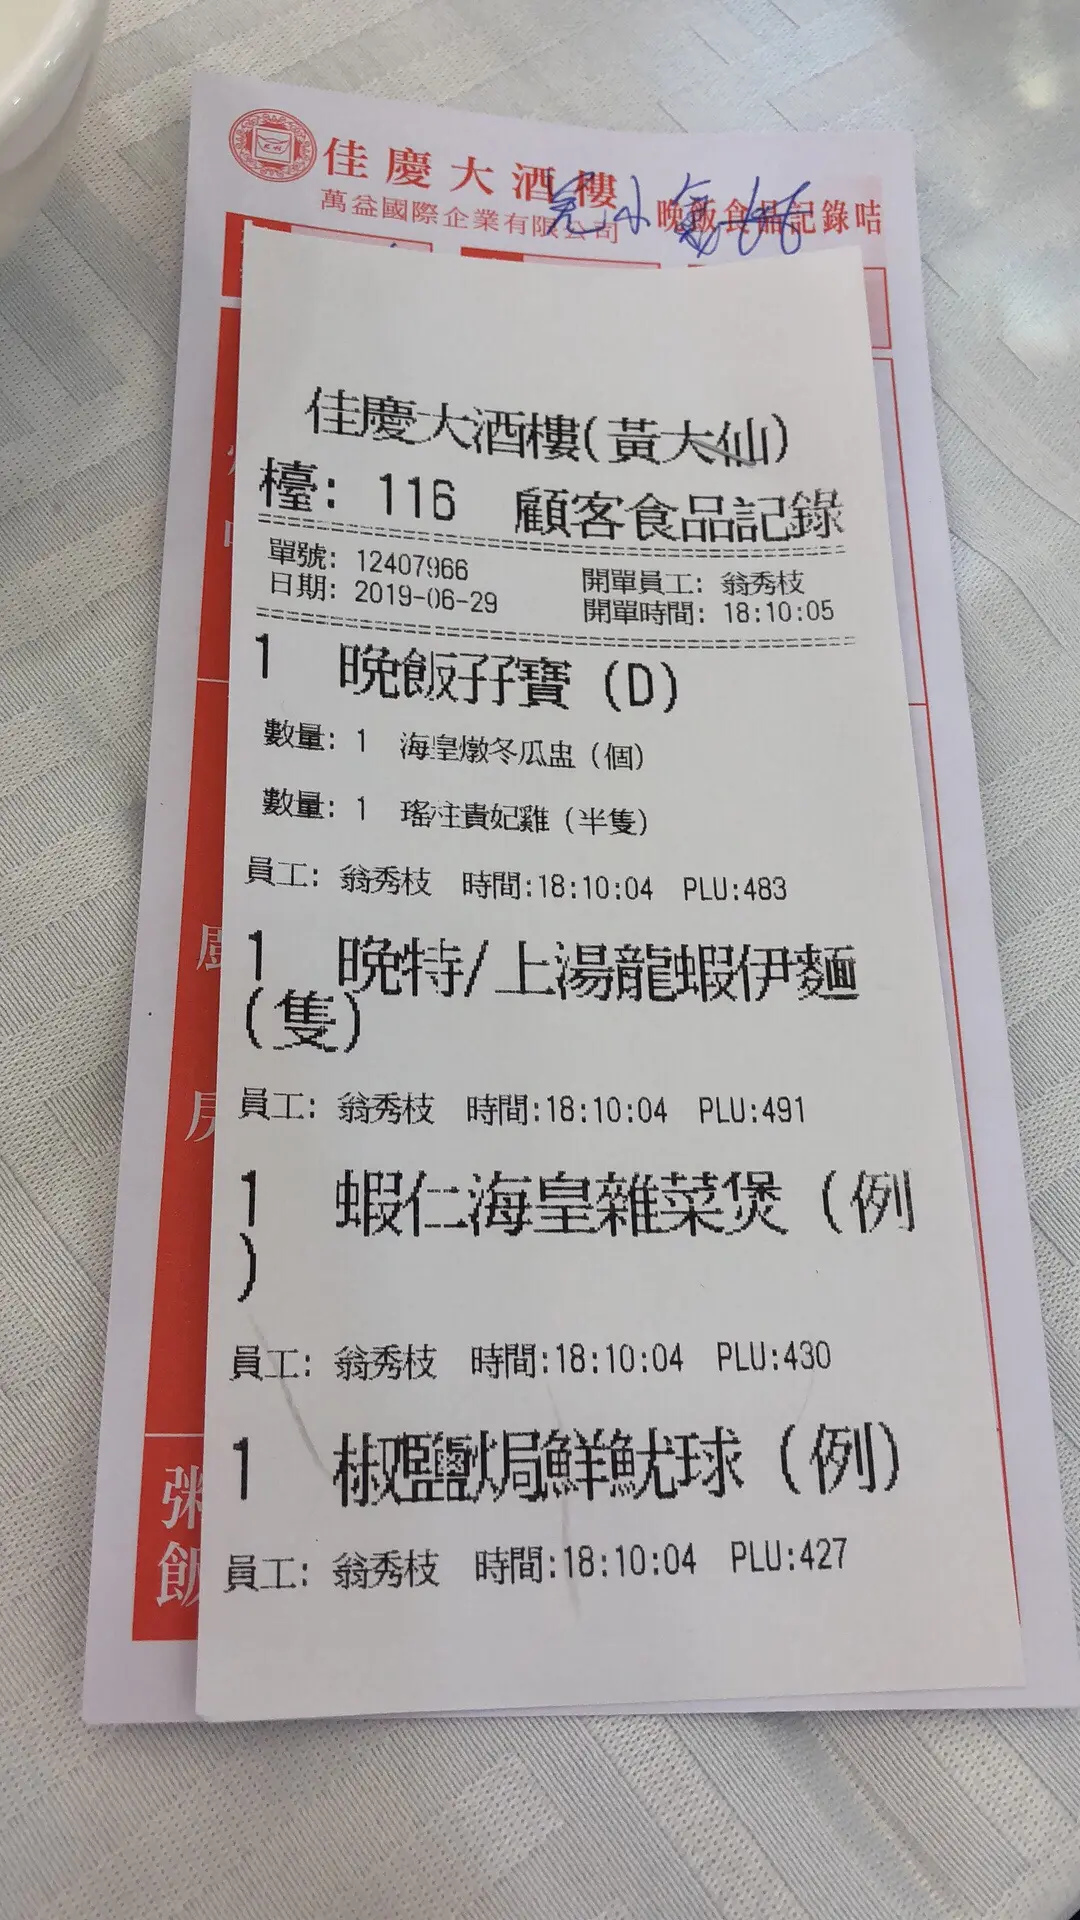 佳慶大酒樓
萬益國際企業有限公司
晚飯食品記錄咭
佳慶大酒樓(黃大仙)
檯: 116 顧客食品記錄
單號: 12407966 開單員工: 翁秀枝
日期: 2019-06-29 開單時間: 18:10:05
1 晚飯孖寶 (D)
數量: 1 海皇燉冬瓜盅 (個)
數量: 1 瑤柱貴妃雞 (半隻)
員工: 翁秀枝 時間:18:10:04 PLU:483
1 晚特/上湯龍蝦伊麵
(隻)
員工: 翁秀枝 時間:18:10:04 PLU:491
1 蝦仁海皇雜菜煲 (例
)
員工: 翁秀枝 時間:18:10:04 PLU:430
1 椒鹽焗鮮魷球 (例)
員工: 翁秀枝 時間:18:10:04 PLU:427
粥
飯